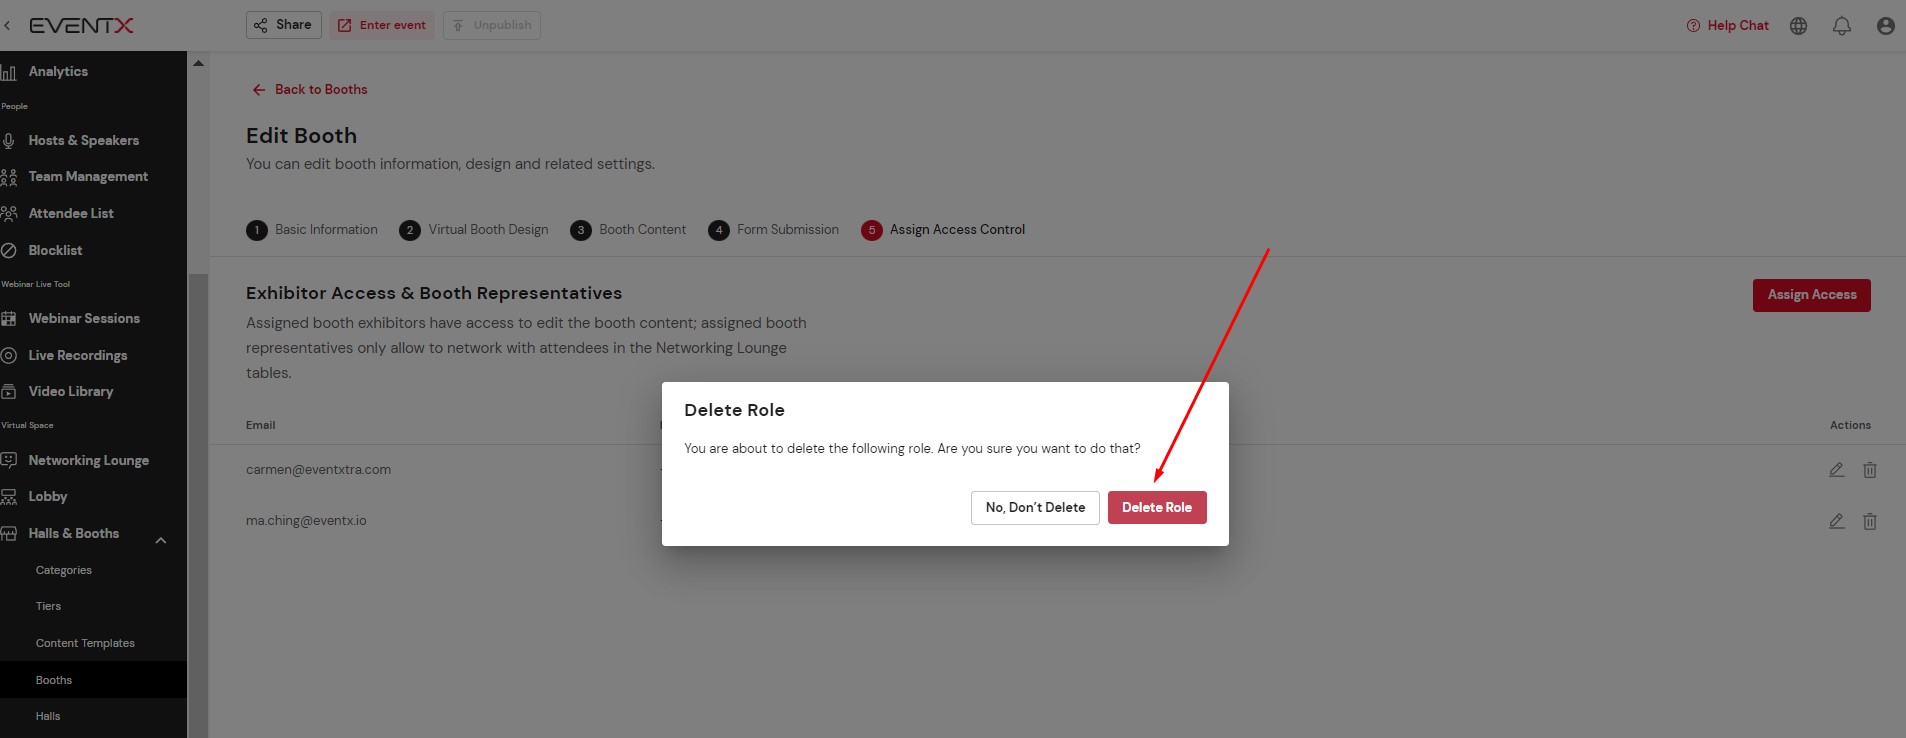 EVENTX
Share
Enter event
Unpublish
Help Chat
Analytics
People
Hosts & Speakers
Team Management
Attendee List
Blocklist
Webinar Live Tool
Webinar Sessions
Live Recordings
Video Library
Virtual Space
Networking Lounge
Lobby
Halls & Booths
Categories
Tiers
Content Templates
Booths
Halls
Back to Booths
Edit Booth
You can edit booth information, design and related settings.
1 Basic Information
2 Virtual Booth Design
3 Booth Content
4 Form Submission
5 Assign Access Control
Exhibitor Access & Booth Representatives
Assign Access
Assigned booth exhibitors have access to edit the booth content; assigned booth
representatives only allow to network with attendees in the Networking Lounge
tables.
Email
Actions
carmen@eventxtra.com
ma.ching@eventx.io
Delete Role
You are about to delete the following role. Are you sure you want to do that?
No, Don't Delete
Delete Role